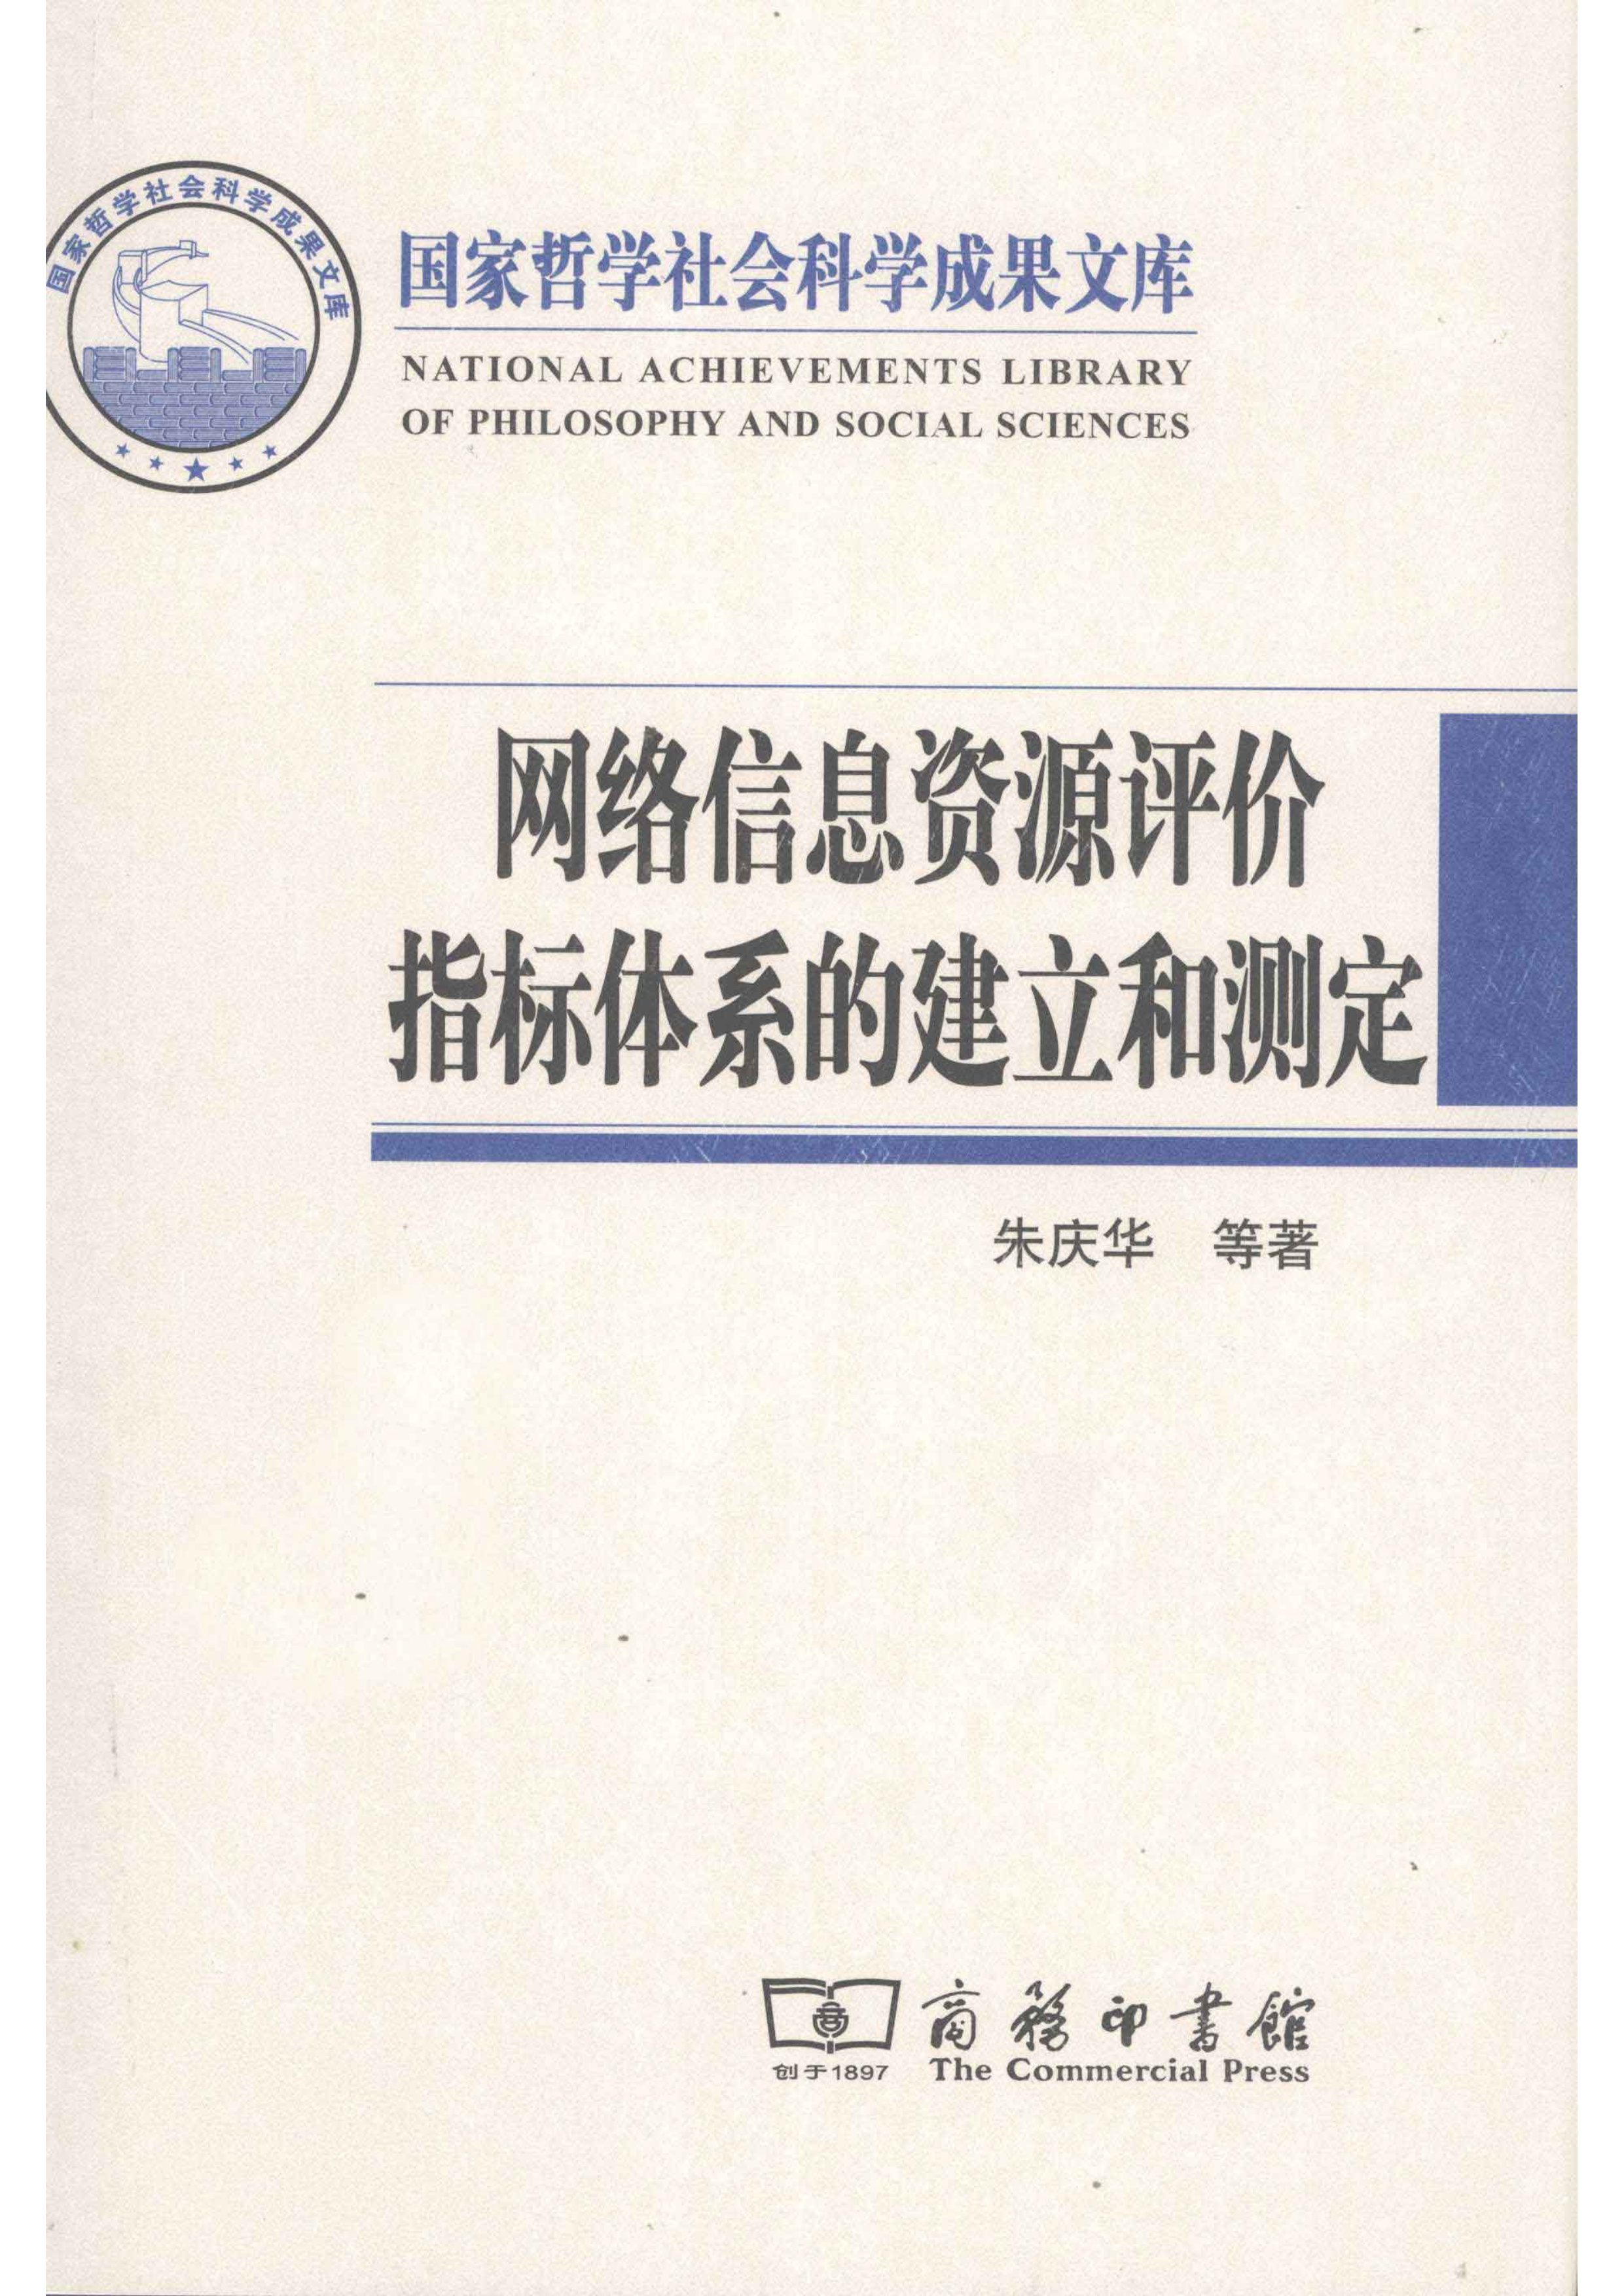 国家哲学社会科学成果文库
国家哲学社会科学成果文库
NATIONAL ACHIEVEMENTS LIBRARY
OF PHILOSOPHY AND SOCIAL SCIENCES
网络信息资源评价
指标体系的建立和测定
朱庆华 等著
商
商務印書館
创于1897
The Commercial Press